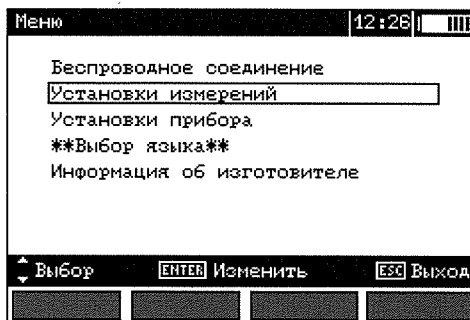 Меню 12:26
Беспроводное соединение
Установки измерений
Установки прибора
**Выбор языка**
Информация об изготовителе
Выбор ENTER Изменить ESC Выход